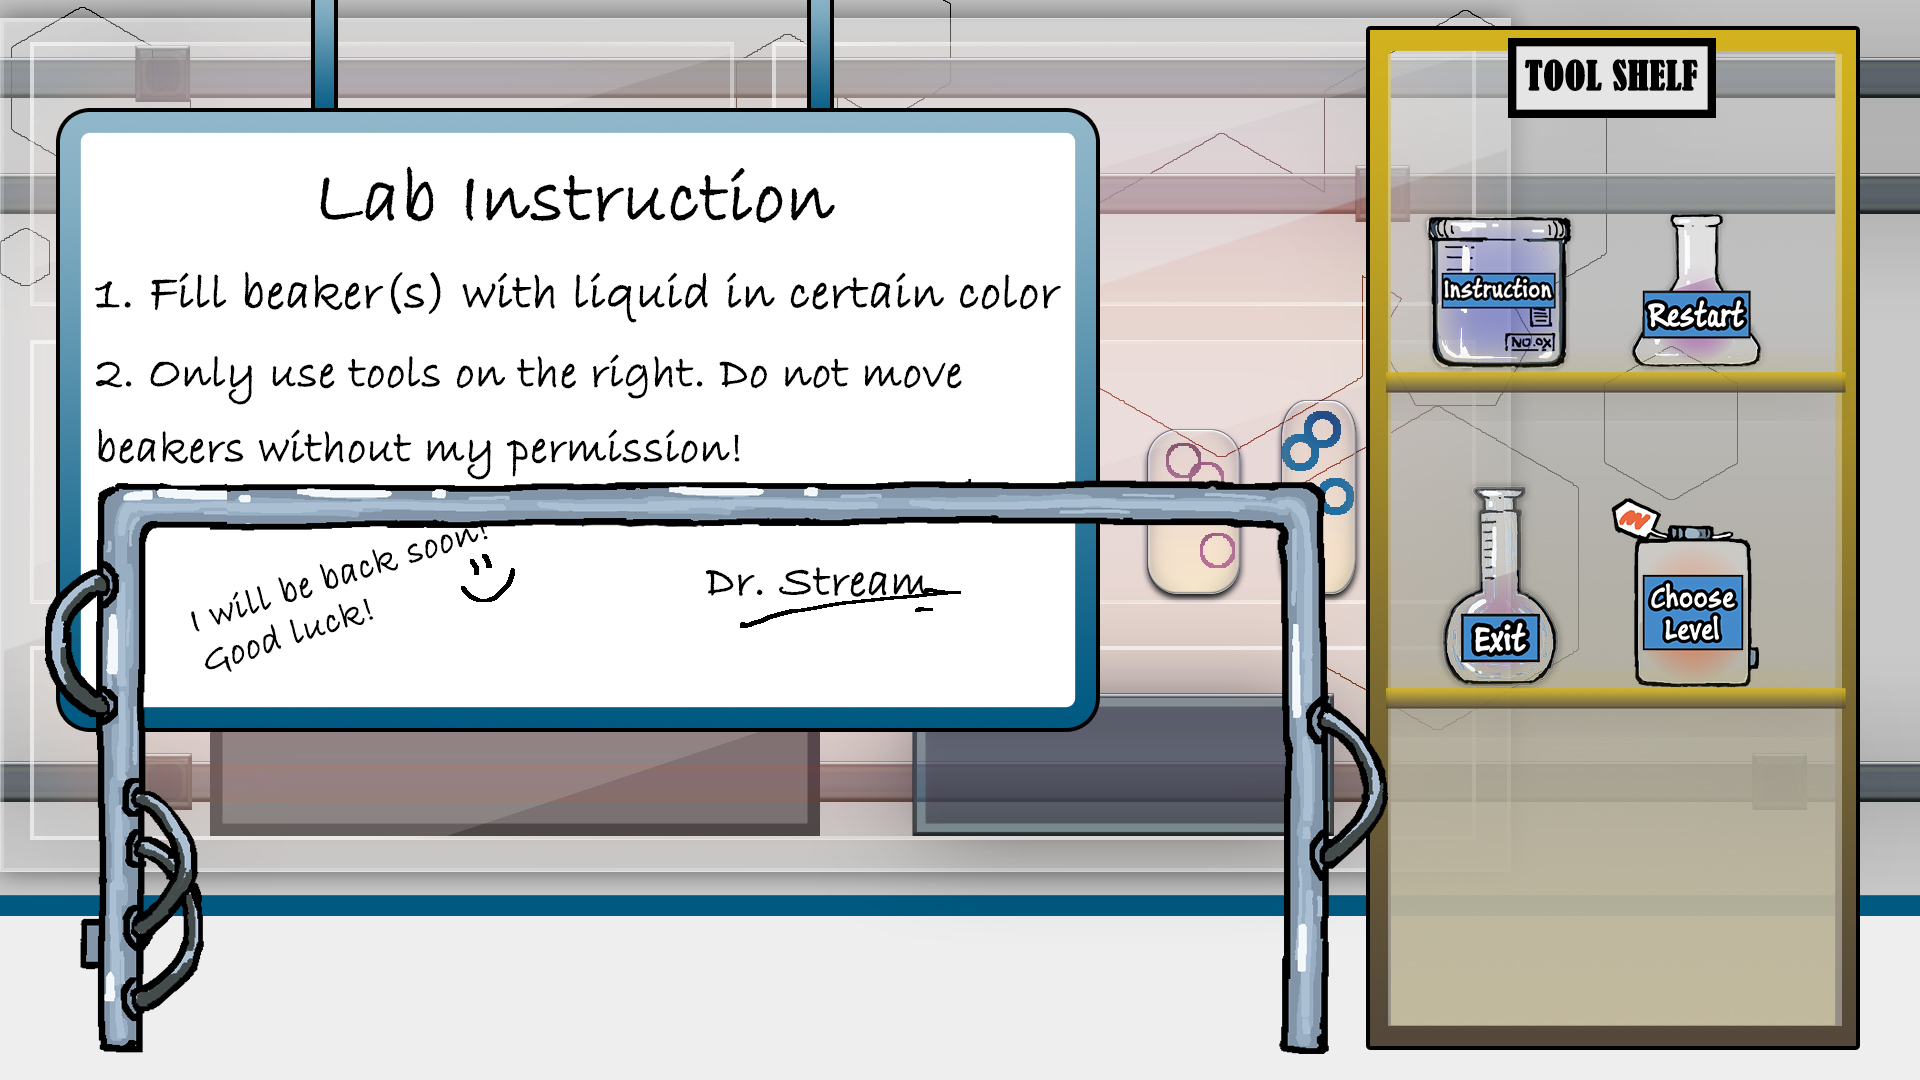 Lab Instruction
1. Fill beaker(s) with liquid in certain color
2. Only use tools on the right. Do not move
beakers without my permission!
I will be back soon!
Good luck!
Dr. Stream
TOOL SHELF
Instruction
NO.0X
Restart
Exit
Choose
Level